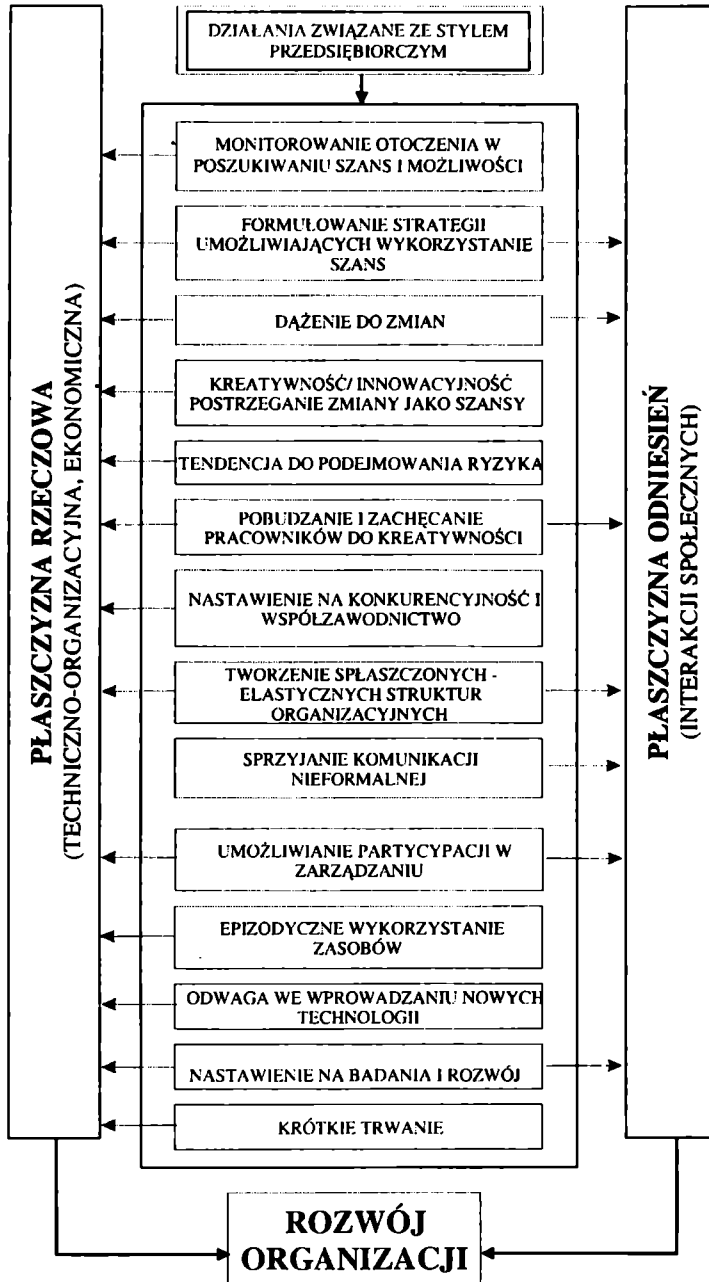 DZIAŁANIA ZWIĄZANE ZE STYLEM
PRZEDSIĘBIORCZYM
PŁASZCZYZNA RZECZOWA
(TECHNICZNO-ORGANIZACYJNA, EKONOMICZNA)
MONITOROWANIE OTOCZENIA W
POSZUKIWANIU SZANS I MOŻLIWOŚCI
FORMUŁOWANIE STRATEGII
UMOŻLIWIAJĄCYCH WYKORZYSTANIE
SZANS
DĄŻENIE DO ZMIAN
KREATYWNOŚĆ/ INNOWACYJNOŚĆ
POSTRZEGANIE ZMIANY JAKO SZANSY
TENDENCJA DO PODEJMOWANIA RYZYKA
POBUDZANIE I ZACHĘCANIE
PRACOWNIKÓW DO KREATYWNOŚCI
NASTAWIENIE NA KONKURENCYJNOŚĆ I
WSPÓŁZAWODNICTWO
TWORZENIE SPŁASZCZONYCH -
ELASTYCZNYCH STRUKTUR
ORGANIZACYJNYCH
SPRZYJANIE KOMUNIKACJI
NIEFORMALNEJ
UMOŻLIWIANIE PARTYCYPACJI W
ZARZĄDZANIU
EPIZODYCZNE WYKORZYSTANIE
ZASOBÓW
ODWAGA WE WPROWADZANIU NOWYCH
TECHNOLOGII
NASTAWIENIE NA BADANIA I ROZWÓJ
KRÓTKIE TRWANIE
PŁASZCZYZNA ODNIESIEŃ
(INTERAKCJI SPOŁECZNYCH)
ROZWÓJ
ORGANIZACJI